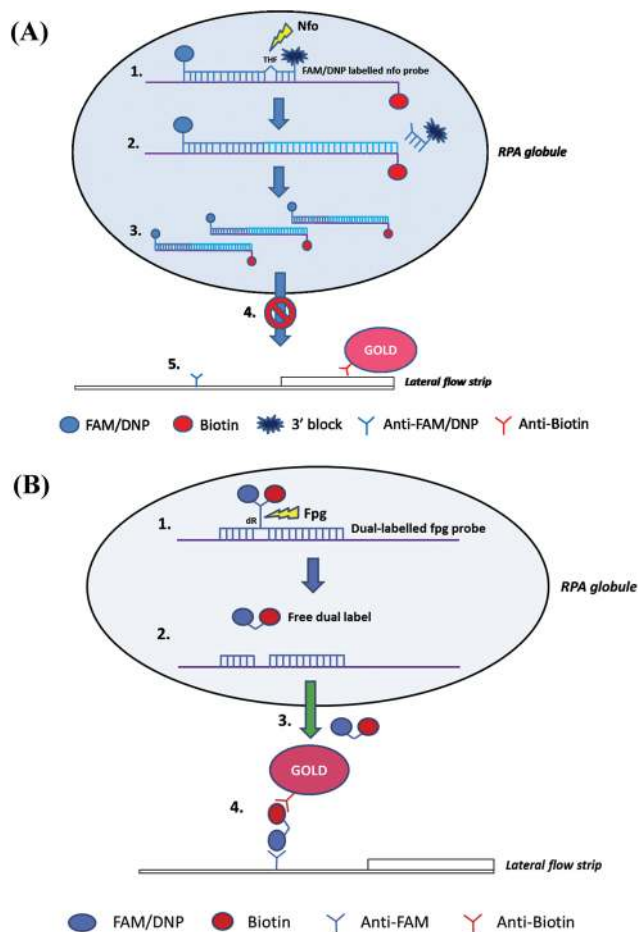 (A)
Nfo
THF
1.
FAM/DNP labelled nfo probe
2.
RPA globule
3.
4.
GOLD
5.
Lateral flow strip
FAM/DNP Biotin 3' block Anti-FAM/DNP Anti-Biotin
(B)
1.
dR
Fpg
Dual-labelled fpg probe
RPA globule
Free dual label
2.
3.
GOLD
4.
Lateral flow strip
FAM/DNP Biotin Anti-FAM Anti-Biotin